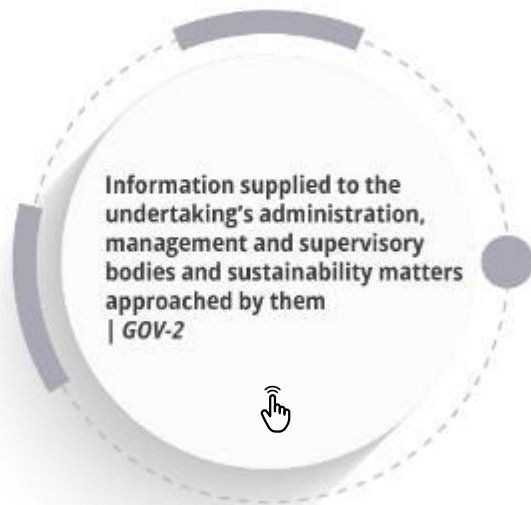 Information supplied to the
undertaking's administration,
management and supervisory
bodies and sustainability matters
approached by them
| GOV-2